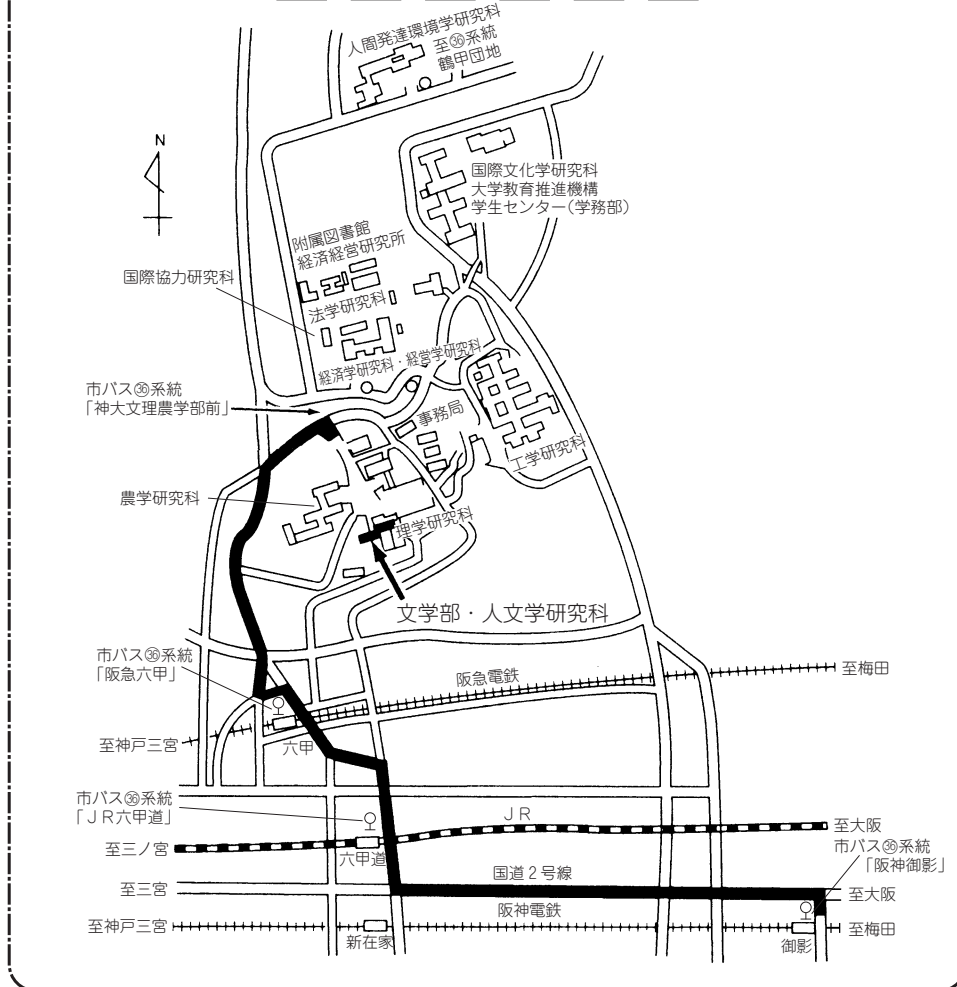 人間発達環境学研究科
至㊱系統
鶴甲団地
N
国際文化学研究科
大学教育推進機構
学生センター(学務部)
附属図書館
経済経営研究所
国際協力研究科
法学研究科
経済学研究科・経営学研究科
市バス㊱系統
「神大文理農学部前」
事務局
工学研究科
農学研究科
理学研究科
文学部・人文学研究科
市バス㊱系統
「阪急六甲」
阪急電鉄
至梅田
至神戸三宮
六甲
市バス㊱系統
「JR六甲道」
JR
至大阪
至三ノ宮
六甲道
市バス㊱系統
「阪神御影」
国道2号線
至三宮
至大阪
阪神電鉄
至神戸三宮
至梅田
新在家
御影